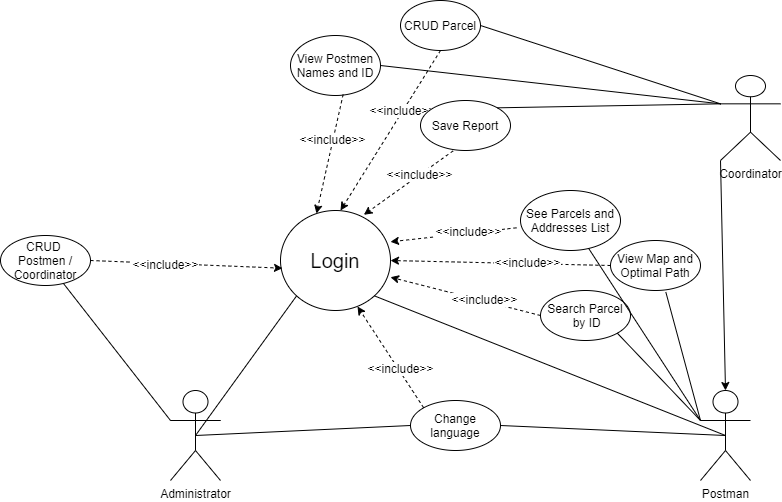 CRUD Parcel
View Postmen
Names and ID
<<include>>
Save Report
<<include>>
<<include>>
Coordinator
See Parcels and
Addresses List
<<include>>
CRUD
Postmen /
Coordinator
<<include>>
Login
<<include>>
View Map and
Optimal Path
<<include>>
Search Parcel
by ID
<<include>>
Change
language
Administrator
Postman